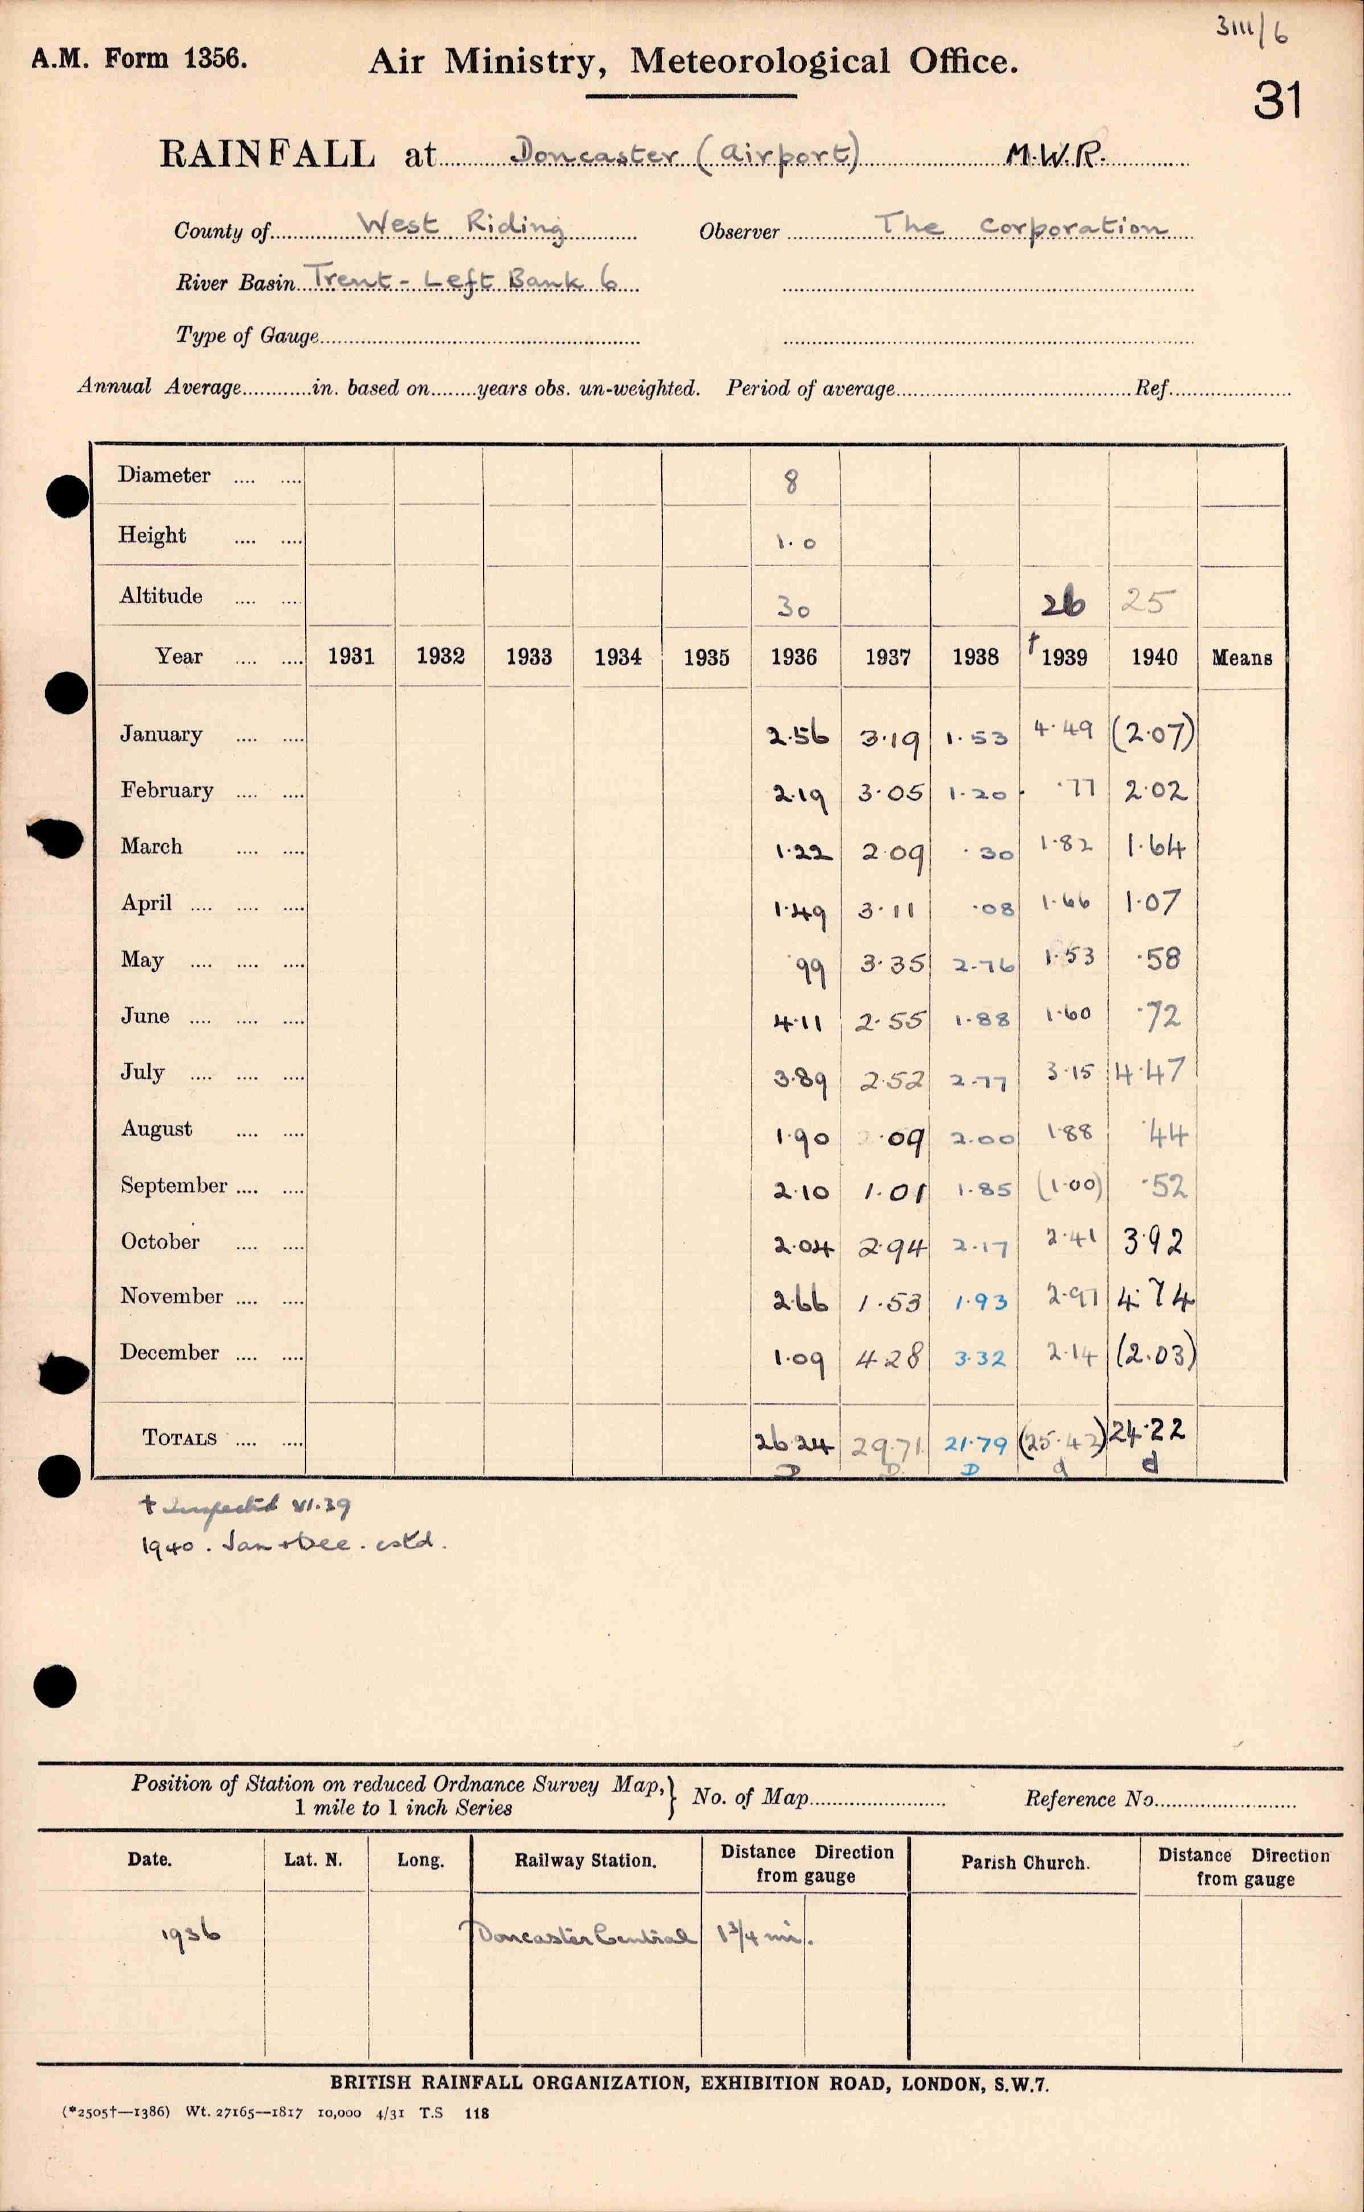 3111/6
A.M. Form 1356. Air Ministry, Meteorological Office.
31
RAINFALL at Doncaster (Airport) M.W.R.
County of West Riding Observer The Corporation
River Basin Trent - Left Bank 6
Type of Gauge
Annual Average in. based on years obs. un-weighted. Period of average Ref.
Diameter 8
Height 1.0
Altitude 30 26 25
Year 1931 1932 1933 1934 1935 1936 1937 1938 †1939 1940 Means
January 2.56 3.19 1.53 4.49 (2.07)
February 2.19 3.05 1.20 .77 2.02
March 1.22 2.09 .30 1.82 1.64
April 1.49 3.11 .08 1.66 1.07
May .99 3.35 2.76 1.53 .58
June 4.11 2.55 1.88 1.60 .72
July 3.89 2.52 2.77 3.15 4.47
August 1.90 .09 2.00 1.88 .44
September 2.10 1.01 1.85 (1.00) .52
October 2.04 2.94 2.17 2.41 3.92
November 2.66 1.53 1.93 2.97 4.74
December 1.09 4.28 3.32 2.14 (2.03)
TOTALS 26.24 29.71 21.79 (25.42) 24.22
D D D d d
† Inspected VI.39
1940. Jan + Dec. estd.
Position of Station on reduced Ordnance Survey Map,} No. of Map Reference No.
1 mile to 1 inch Series
Date. Lat. N. Long. Railway Station. Distance Direction from gauge Parish Church. Distance Direction from gauge
1936 Doncaster Central 1¾ mi.
BRITISH RAINFALL ORGANIZATION, EXHIBITION ROAD, LONDON, S.W.7.
(*2505†—1386) Wt. 27165—1817 10,000 4/31 T.S 118